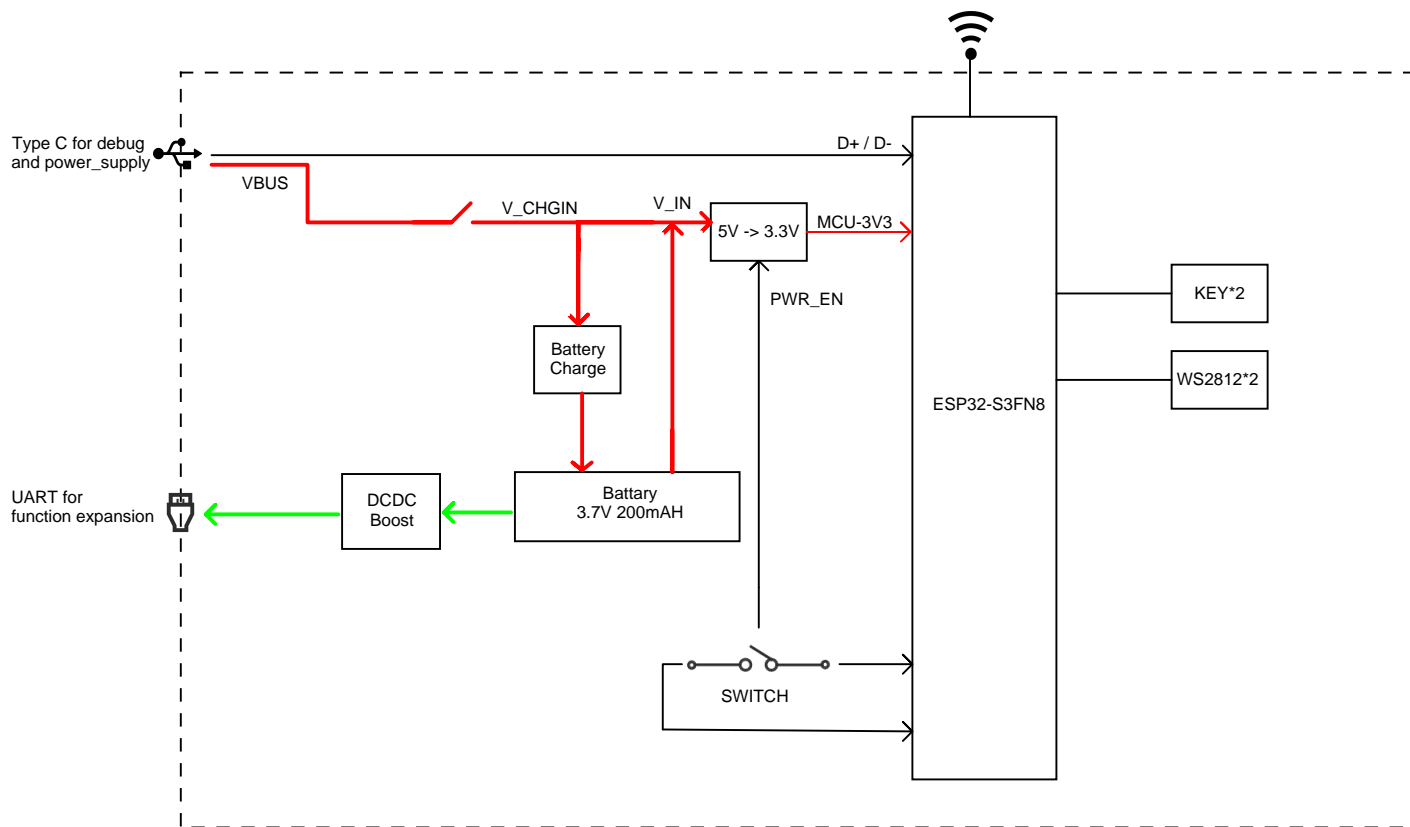 Type C for debug
and power_supply
D+ / D-
VBUS
V_CHGIN
V_IN
5V -> 3.3V
MCU-3V3
PWR_EN
KEY*2
Battery
Charge
WS2812*2
ESP32-S3FN8
UART for
function expansion
DCDC
Boost
Battary
3.7V 200mAH
SWITCH